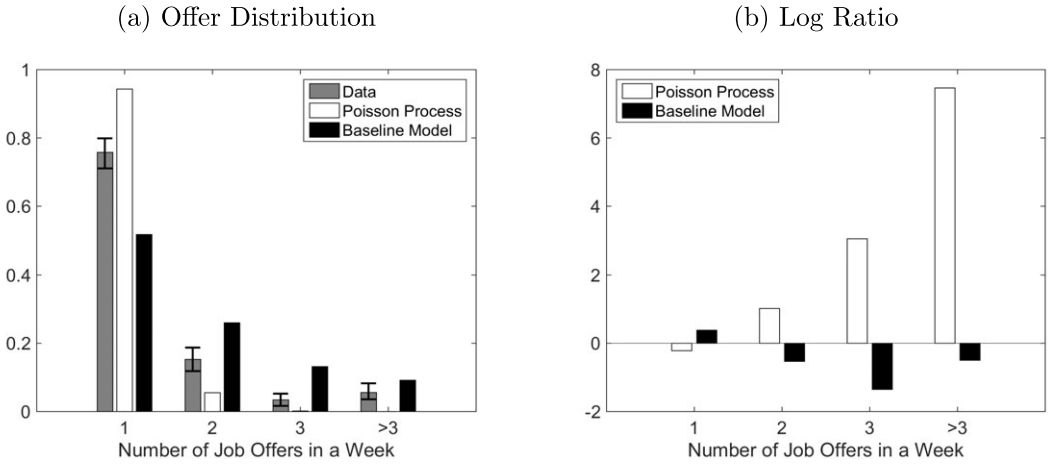 (a) Offer Distribution
1
0.8
0.6
0.4
0.2
0
Data
Poisson Process
Baseline Model
1 2 3 >3
Number of Job Offers in a Week
(b) Log Ratio
8
6
4
2
0
-2
Poisson Process
Baseline Model
1 2 3 >3
Number of Job Offers in a Week